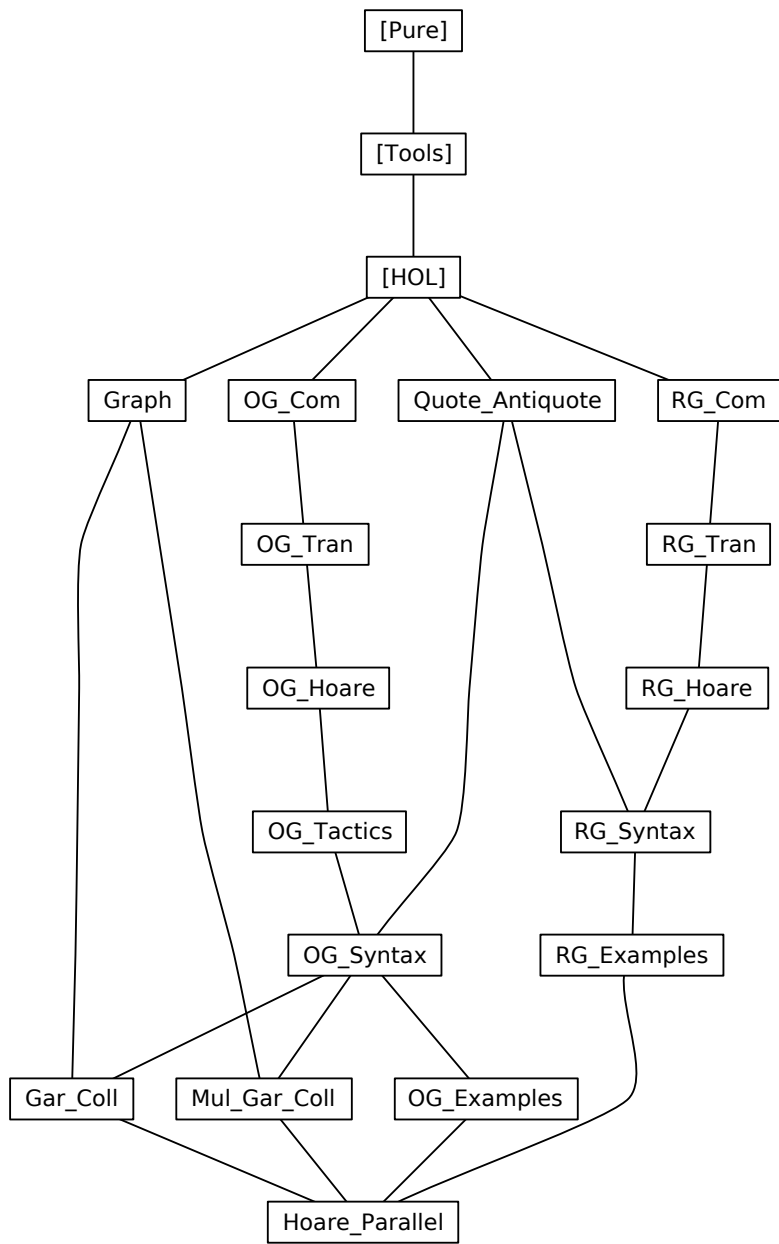 [Pure]
[Tools]
[HOL]
Graph
OG_Com
Quote_Antiquote
RG_Com
OG_Tran
RG_Tran
OG_Hoare
RG_Hoare
OG_Tactics
RG_Syntax
OG_Syntax
RG_Examples
Gar_Coll
Mul_Gar_Coll
OG_Examples
Hoare_Parallel